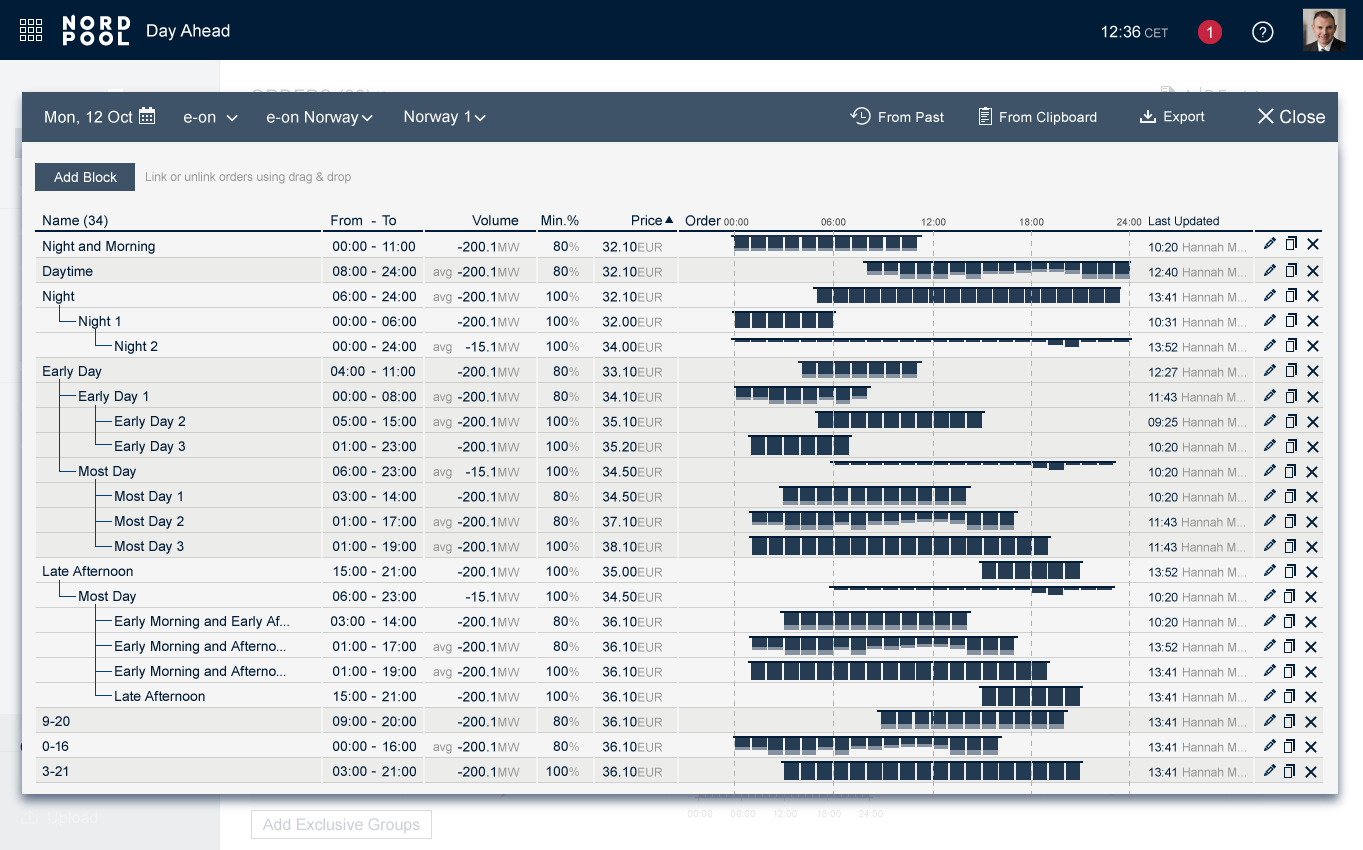 NORD
POOL
Day Ahead
12:36 CET
1
?
Mon, 12 Oct
e-on
e-on Norway
Norway 1
From Past
From Clipboard
Export
Close
Add Block
Link or unlink orders using drag & drop
Name (34) From - To Volume Min.% Price Order 00:00 06:00 12:00 18:00 24:00 Last Updated
Night and Morning 00:00 - 11:00 -200.1MW 80% 32.10EUR 10:20 Hannah M...
Daytime 08:00 - 24:00 avg -200.1MW 80% 32.10EUR 12:40 Hannah M...
Night 06:00 - 24:00 avg -200.1MW 100% 32.10EUR 13:41 Hannah M...
Night 1 00:00 - 06:00 -200.1MW 100% 32.00EUR 10:31 Hannah M...
Night 2 00:00 - 24:00 avg -15.1MW 100% 34.00EUR 13:52 Hannah M...
Early Day 04:00 - 11:00 -200.1MW 80% 33.10EUR 12:27 Hannah M...
Early Day 1 00:00 - 08:00 avg -200.1MW 80% 34.10EUR 11:43 Hannah M...
Early Day 2 05:00 - 15:00 avg -200.1MW 100% 35.10EUR 09:25 Hannah M...
Early Day 3 01:00 - 23:00 -200.1MW 100% 35.20EUR 10:20 Hannah M...
Most Day 06:00 - 23:00 avg -15.1MW 100% 34.50EUR 10:20 Hannah M...
Most Day 1 03:00 - 14:00 -200.1MW 80% 34.50EUR 10:20 Hannah M...
Most Day 2 01:00 - 17:00 avg -200.1MW 80% 37.10EUR 11:43 Hannah M...
Most Day 3 01:00 - 19:00 avg -200.1MW 100% 38.10EUR 11:43 Hannah M...
Late Afternoon 15:00 - 21:00 -200.1MW 100% 35.00EUR 13:52 Hannah M...
Most Day 06:00 - 23:00 -15.1MW 100% 34.50EUR 10:20 Hannah M...
Early Morning and Early Af... 03:00 - 14:00 -200.1MW 80% 36.10EUR 10:20 Hannah M...
Early Morning and Afterno... 01:00 - 17:00 avg -200.1MW 80% 36.10EUR 13:52 Hannah M...
Early Morning and Afterno... 01:00 - 19:00 avg -200.1MW 100% 36.10EUR 13:41 Hannah M...
Late Afternoon 15:00 - 21:00 -200.1MW 100% 36.10EUR 13:41 Hannah M...
9-20 09:00 - 20:00 -200.1MW 80% 36.10EUR 13:41 Hannah M...
0-16 00:00 - 16:00 avg -200.1MW 80% 36.10EUR 13:41 Hannah M...
3-21 03:00 - 21:00 -200.1MW 100% 36.10EUR 13:41 Hannah M...
00:00 06:00 12:00 18:00 24:00
Upload
Add Exclusive Groups